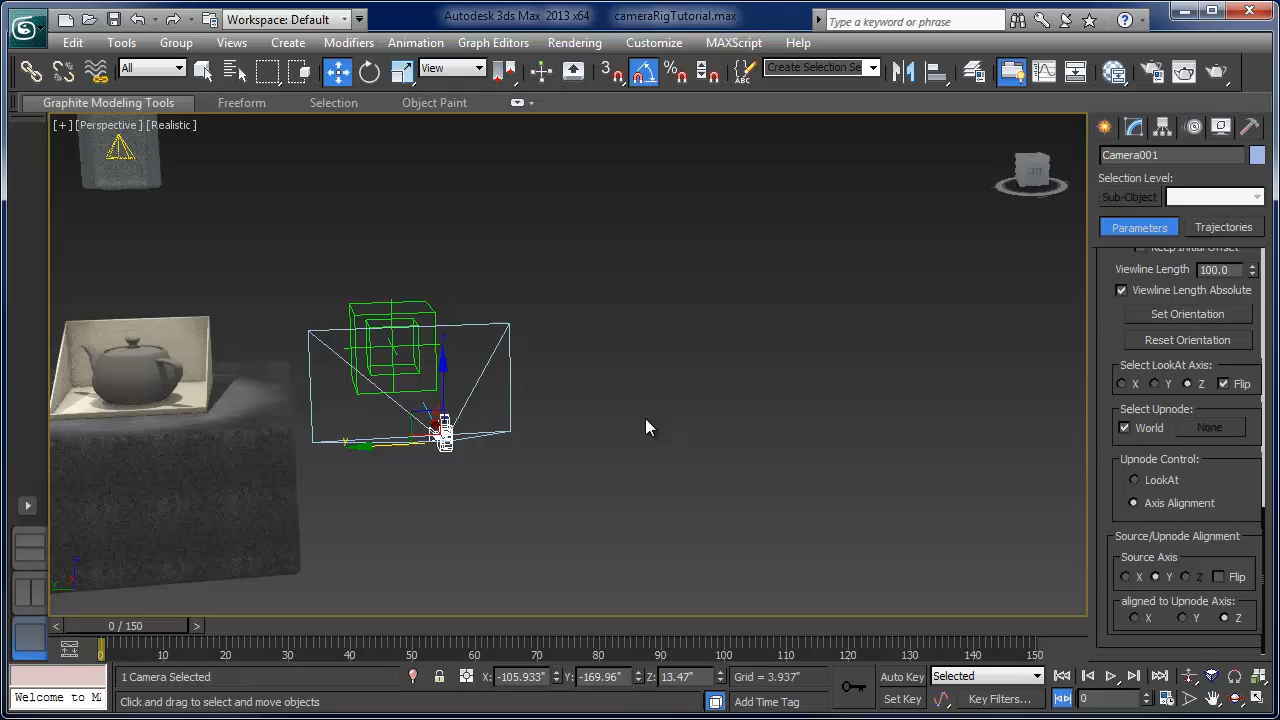 Workspace: Default
Autodesk 3ds Max 2013 x64 cameraRigTutorial.max
Type a keyword or phrase
Edit Tools Group Views Create Modifiers Animation Graph Editors Rendering Customize MAXScript Help
All View 3 Create Selection Se
Graphite Modeling Tools Freeform Selection Object Paint
[+] [Perspective] [Realistic]
LEFT
Camera001
Selection Level:
Sub-Object
Parameters Trajectories
Keep Initial Offset
Viewline Length 100.0
Viewline Length Absolute
Set Orientation
Reset Orientation
Select LookAt Axis:
X Y Z Flip
Select Upnode:
World None
Upnode Control:
LookAt
Axis Alignment
Source/Upnode Alignment
Source Axis
X Y Z Flip
aligned to Upnode Axis:
X Y Z
z
y
< 0 / 150 >
0 10 20 30 40 50 60 70 80 90 100 110 120 130 140 150
1 Camera Selected X: -105.933" Y: -169.96" Z: 13.47" Grid = 3.937" Auto Key Selected
Welcome to M
Click and drag to select and move objects Add Time Tag Set Key Key Filters... 0